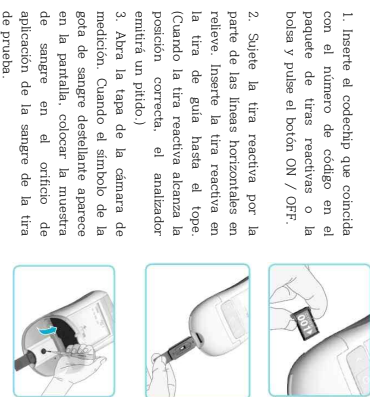 1. Inserte el codechip que coincida
con el número de código en el
paquete de tiras reactivas o la
bolsa y pulse el botón ON / OFF.
2. Sujete la tira reactiva por la
parte de las líneas horizontales en
relieve. Inserte la tira reactiva en
la tira de guía hasta el tope.
(Cuando la tira reactiva alcanza la
posición correcta, el analizador
emitirá un pitido.)
3. Abra la tapa de la cámara de
medición. Cuando el símbolo de la
gota de sangre destellante aparece
en la pantalla, colocar la muestra
de sangre en el orificio de
aplicación de la sangre de la tira
de prueba.